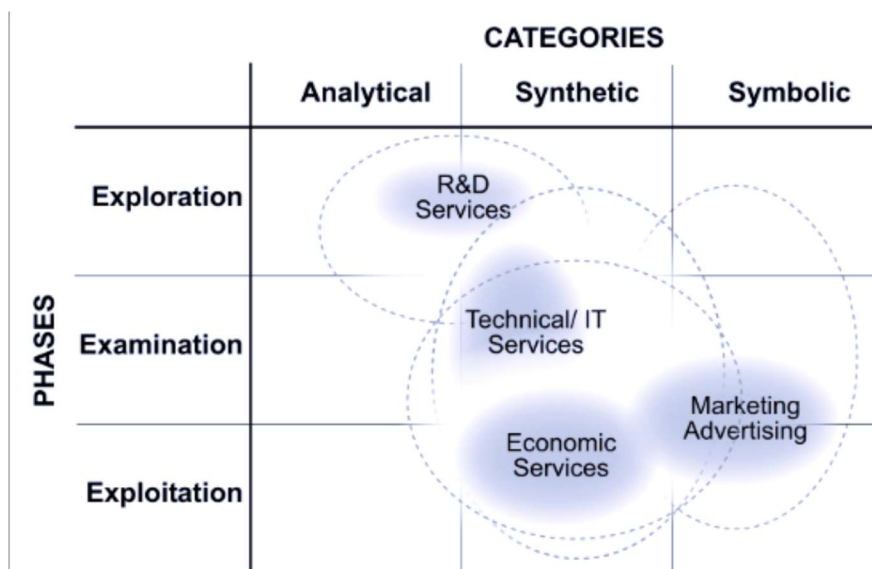 CATEGORIES
Analytical
Synthetic
Symbolic
PHASES
Exploration
R&D
Services
Examination
Technical/ IT
Services
Marketing
Advertising
Economic
Services
Exploitation